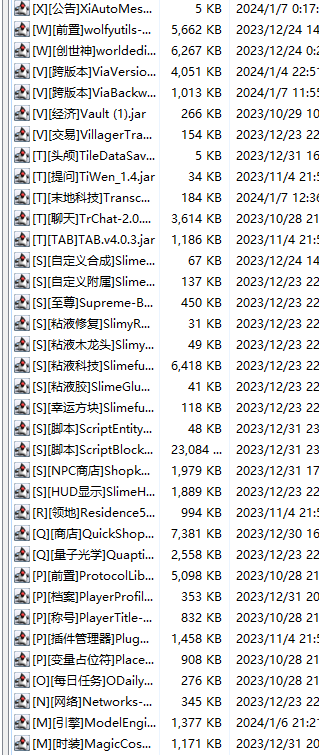 [X][公告]XiAutoMes... 5 KB 2024/1/7 0:17
[W][前置]wolfyutils-... 5,662 KB 2023/12/24 14
[W][创世神]worldedi... 6,267 KB 2023/12/24 0:
[V][跨版本]ViaVersio... 4,051 KB 2024/1/4 22:51
[V][跨版本]ViaBackw... 1,013 KB 2024/1/7 11:55
[V][经济]Vault (1).jar 266 KB 2023/10/29 10
[V][交易]VillagerTra... 154 KB 2023/12/23 22
[T][头颅]TileDataSav... 5 KB 2023/12/31 16
[T][提问]TiWen_1.4.jar 34 KB 2023/11/4 21:5
[T][末地科技]Transc... 184 KB 2024/1/7 12:36
[T][聊天]TrChat-2.0.... 3,614 KB 2023/10/28 21
[T][TAB]TAB.v4.0.3.jar 1,186 KB 2023/11/4 21:5
[S][自定义合成]Slime... 67 KB 2023/12/24 14
[S][自定义附属]Slime... 137 KB 2023/12/23 22
[S][至尊]Supreme-B... 450 KB 2023/12/23 22
[S][粘液修复]SlimyR... 31 KB 2023/12/23 22
[S][粘液木龙头]Slimy... 49 KB 2023/12/23 22
[S][粘液科技]Slimefu... 6,418 KB 2023/12/23 22
[S][粘液胶]SlimeGlu... 41 KB 2023/12/23 22
[S][幸运方块]Slimefu... 118 KB 2023/12/23 22
[S][脚本]ScriptEntity... 48 KB 2023/12/31 23
[S][脚本]ScriptBlock... 23,084 ... 2023/12/31 23
[S][NPC商店]Shopk... 1,979 KB 2023/12/31 17
[S][HUD显示]SlimeH... 1,889 KB 2023/12/23 22
[R][领地]Residence5... 994 KB 2023/11/4 21:5
[Q][商店]QuickShop... 7,381 KB 2023/12/30 16
[Q][量子光学]Quapti... 2,558 KB 2023/12/23 22
[P][前置]ProtocolLib... 5,098 KB 2023/10/28 21
[P][档案]PlayerProfil... 353 KB 2023/12/31 20
[P][称号]PlayerTitle-... 832 KB 2023/10/28 21
[P][插件管理器]Plug... 1,458 KB 2023/11/4 21:5
[P][变量占位符]Place... 908 KB 2023/10/28 21
[O][每日任务]ODaily... 276 KB 2023/10/28 21
[N][网络]Networks-... 345 KB 2023/12/23 22
[M][引擎]ModelEngi... 1,377 KB 2024/1/6 21:21
[M][时装]MagicCos... 1,171 KB 2023/12/31 20